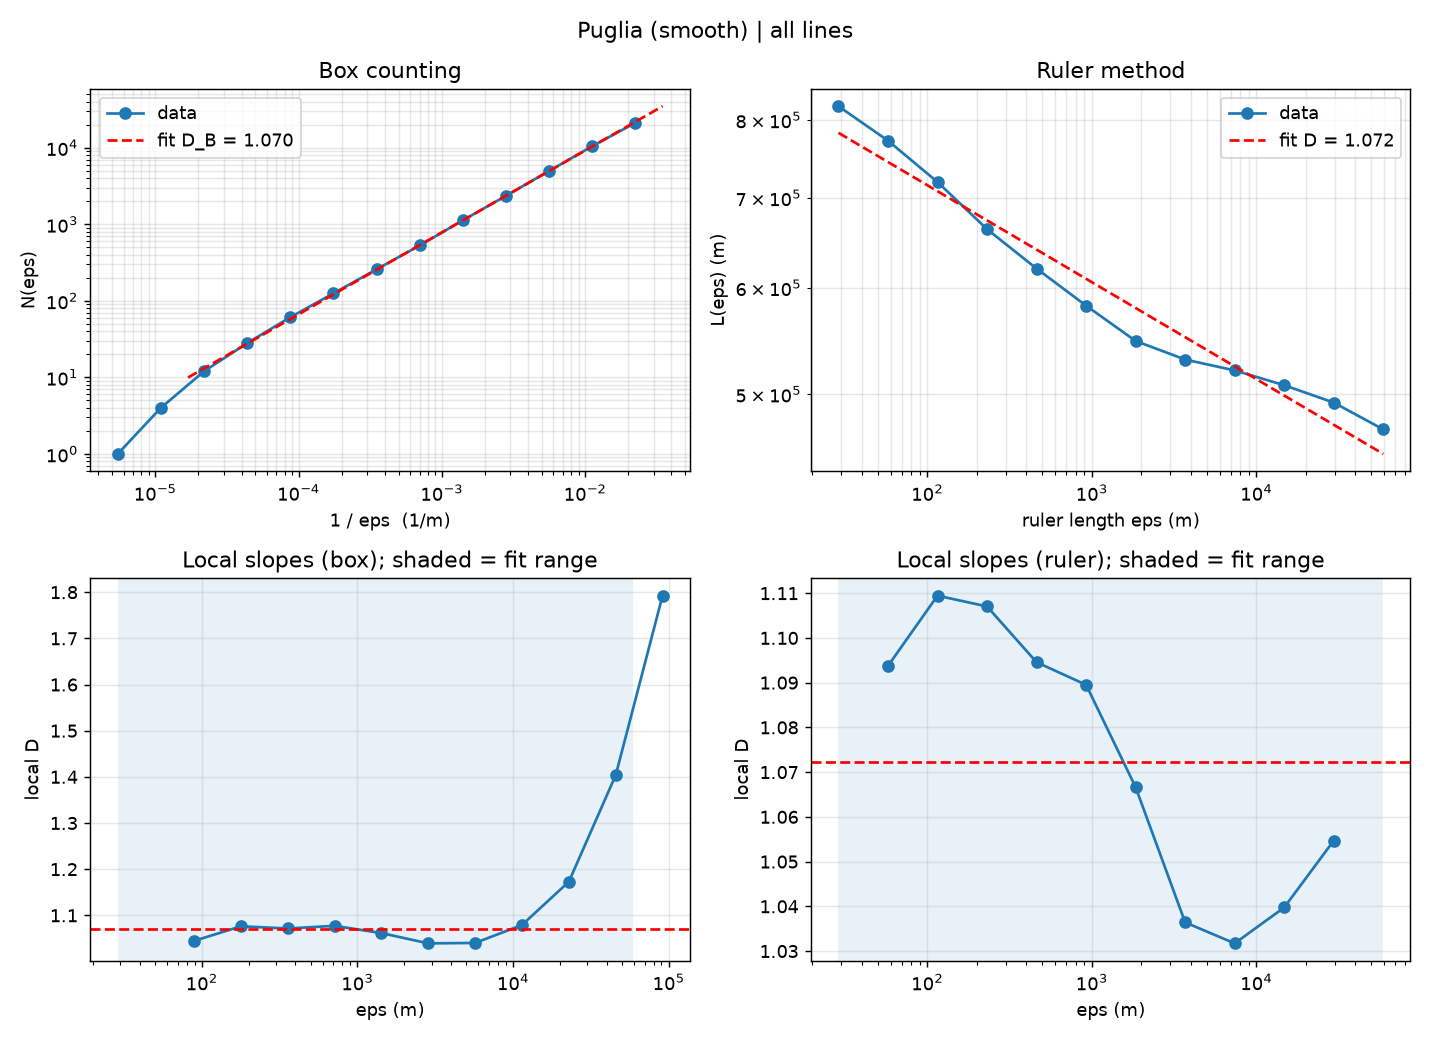 Puglia (smooth) | all lines
Box counting
data
fit D_B = 1.070
N(eps)
10⁴
10³
10²
10¹
10⁰
10⁻⁵
10⁻⁴
10⁻³
10⁻²
1 / eps  (1/m)
Ruler method
data
fit D = 1.072
L(eps) (m)
8 × 10⁵
7 × 10⁵
6 × 10⁵
5 × 10⁵
10²
10³
10⁴
ruler length eps (m)
Local slopes (box); shaded = fit range
local D
1.8
1.7
1.6
1.5
1.4
1.3
1.2
1.1
10²
10³
10⁴
10⁵
eps (m)
Local slopes (ruler); shaded = fit range
local D
1.11
1.10
1.09
1.08
1.07
1.06
1.05
1.04
1.03
10²
10³
10⁴
eps (m)